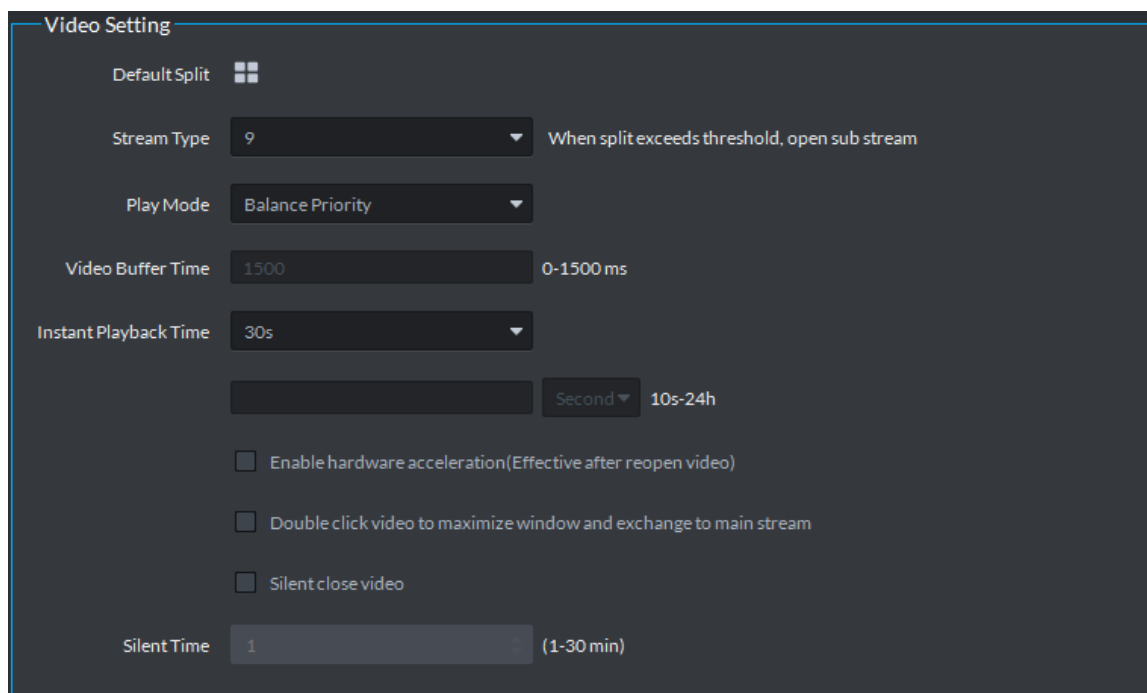 Video Setting
Default Split
Stream Type 9 When split exceeds threshold, open sub stream
Play Mode Balance Priority
Video Buffer Time 1500 0-1500 ms
Instant Playback Time 30s
Second 10s-24h
Enable hardware acceleration(Effective after reopen video)
Double click video to maximize window and exchange to main stream
Silent close video
Silent Time 1 (1-30 min)